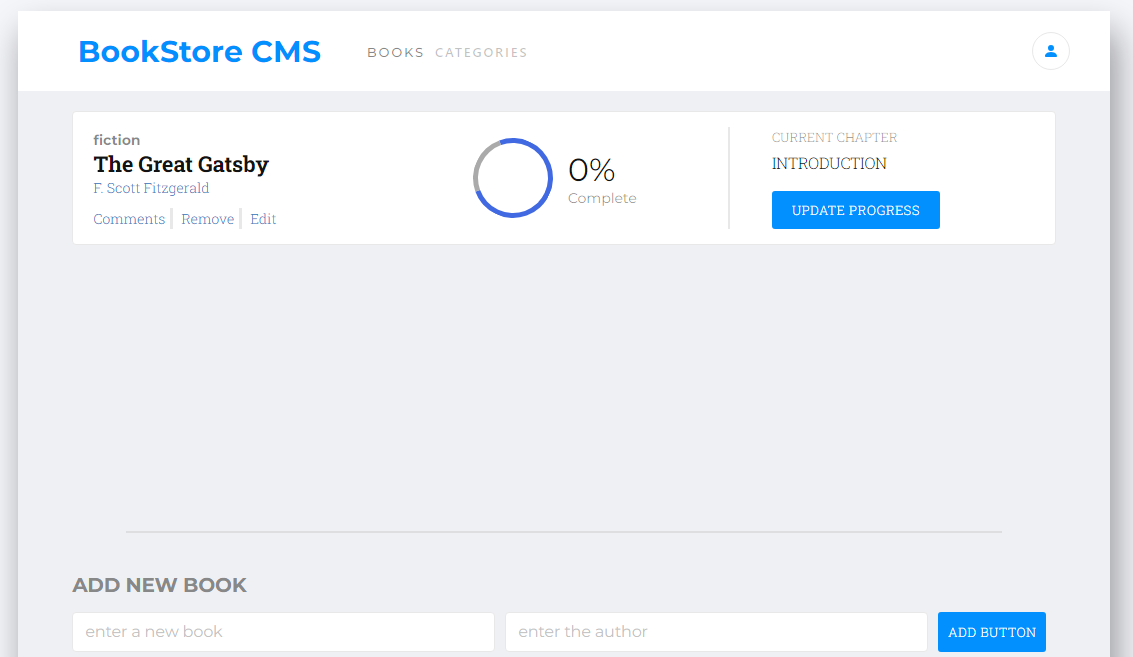 BookStore CMS
BOOKS CATEGORIES
fiction
The Great Gatsby
F. Scott Fitzgerald
Comments Remove Edit
0%
Complete
CURRENT CHAPTER
INTRODUCTION
UPDATE PROGRESS
ADD NEW BOOK
enter a new book
enter the author
ADD BUTTON